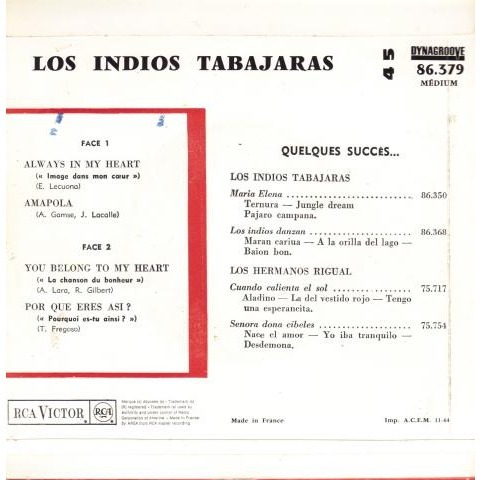 LOS INDIOS TABAJARAS
45
DYNAGROOVE
86.379
MÉDIUM
FACE 1
ALWAYS IN MY HEART
(« Image dans mon cœur »)
(E. Lecuona)
AMAPOLA
(A. Gamse, J. Lacalle)
FACE 2
YOU BELONG TO MY HEART
(« La chanson du bonheur »)
(A. Lara, R. Gilbert)
POR QUE ERES ASI ?
(« Pourquoi es-tu ainsi ? »)
(T. Fregoso)
QUELQUES SUCCÈS...
LOS INDIOS TABAJARAS
Maria Elena .......................... 86.350
Ternura — Jungle dream
Pajaro campana.
Los indios danzan .................... 86.368
Maran cariua — A la orilla del lago —
Baion bon.
LOS HERMANOS RIGUAL
Cuando calienta el sol ................ 75.717
Aladino — La del vestido rojo — Tengo
una esperancita.
Senora dona cibeles .................. 75.754
Nace el amor — Yo iba tranquilo —
Desdemona.
RCA VICTOR
RCA
Made in France
Imp. A.C.E.M. 11-64